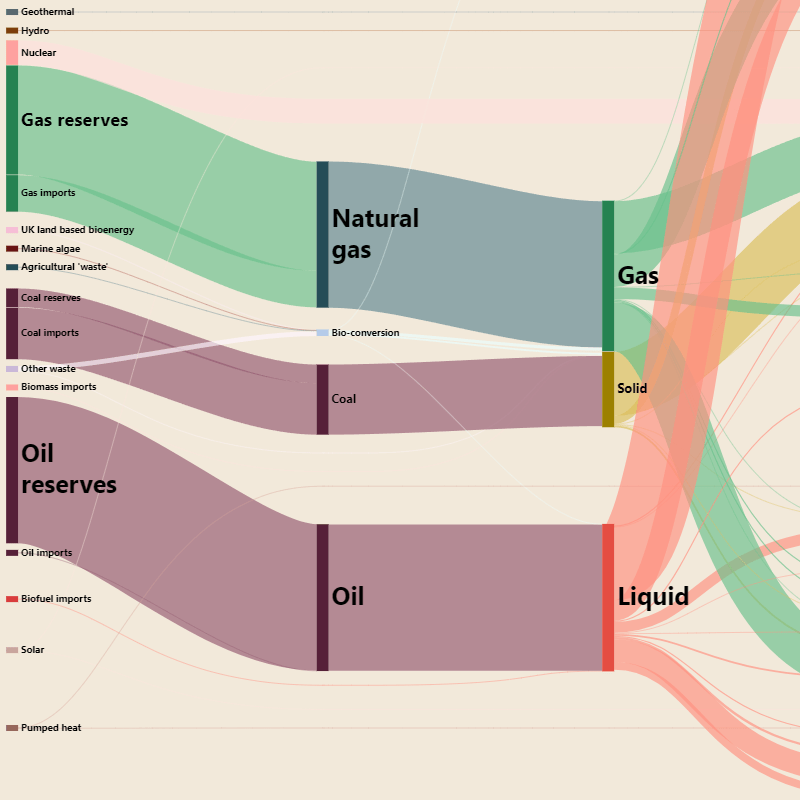 Geothermal
Hydro
Nuclear
Gas reserves
Gas imports
UK land based bioenergy
Marine algae
Agricultural 'waste'
Coal reserves
Coal imports
Other waste
Biomass imports
Oil
reserves
Oil imports
Biofuel imports
Solar
Pumped heat
Natural
gas
Bio-conversion
Coal
Oil
Gas
Solid
Liquid